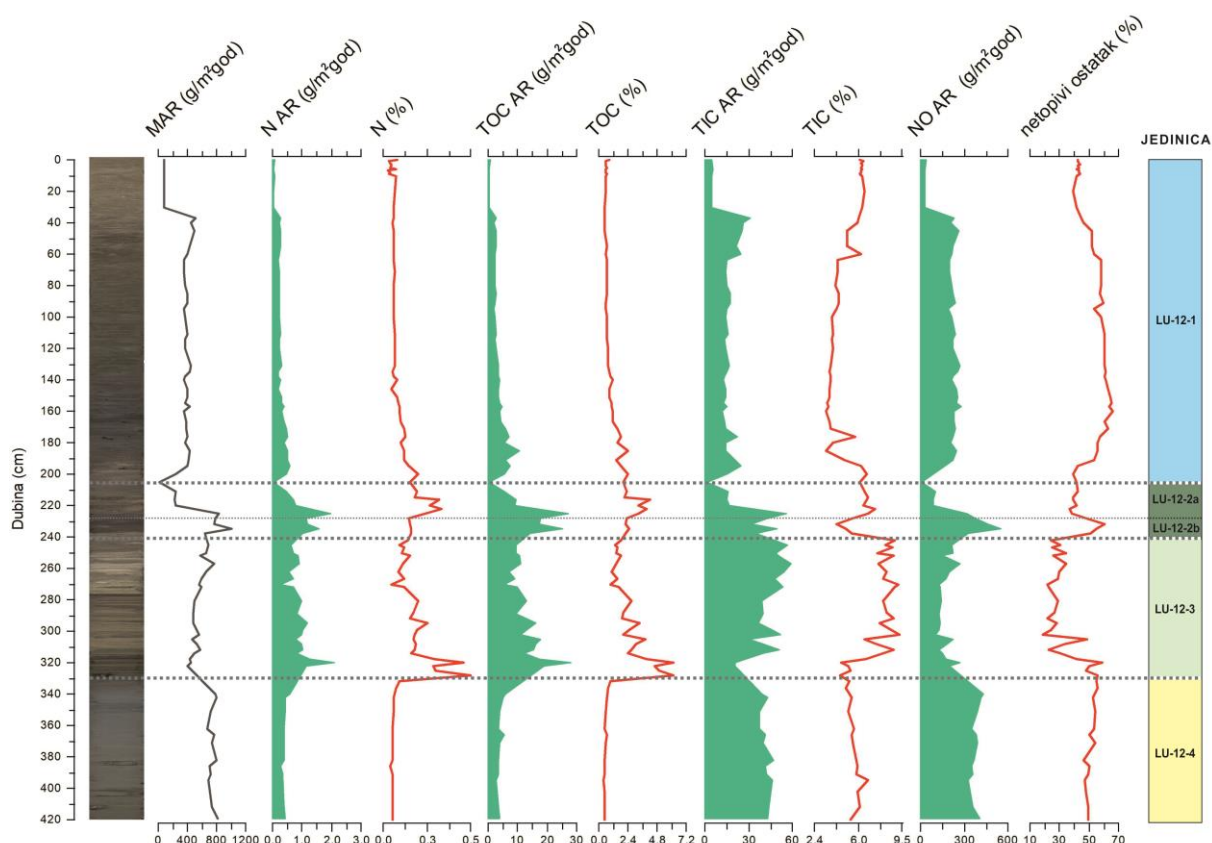 MAR (g/m²god)
N AR (g/m²god)
N (%)
TOC AR (g/m²god)
TOC (%)
TIC AR (g/m²god)
TIC (%)
NO AR (g/m²god)
netopivi ostatak (%)
JEDINICA
Dubina (cm)
0
20
40
60
80
100
120
140
160
180
200
220
240
260
280
300
320
340
360
380
400
420
LU-12-1
LU-12-2a
LU-12-2b
LU-12-3
LU-12-4
0 400 800 1200
0.0 1.0 2.0 3.0
0.0 0.3 0.5
0 10 20 30
0.0 2.4 4.8 7.2
0 30 60
2.4 6.0 9.5
0 300 600
10 30 50 70